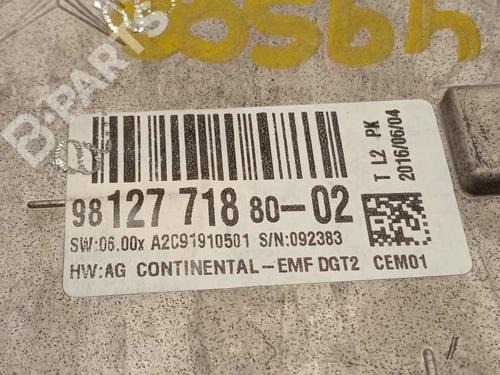 B-PARTS
98 127 718 80-02
SW:06.00x A2C91910501 S/N:092383
HW:AG CONTINENTAL-EMF DGT2 CEM01
T L2 PK
2016/06/04